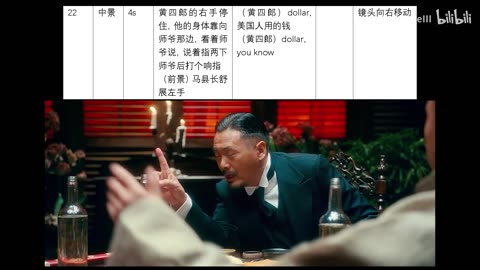 22
中景
4s
黄四郎的右手停
住，他的身体靠向
师爷那边，看着师
爷说，说着指两下
师爷后打个响指
（前景）马县长舒
展左手
（黄四郎）dollar,
美国人用的钱
（黄四郎）dollar,
you know
镜头向右移动
eIII
bilibili